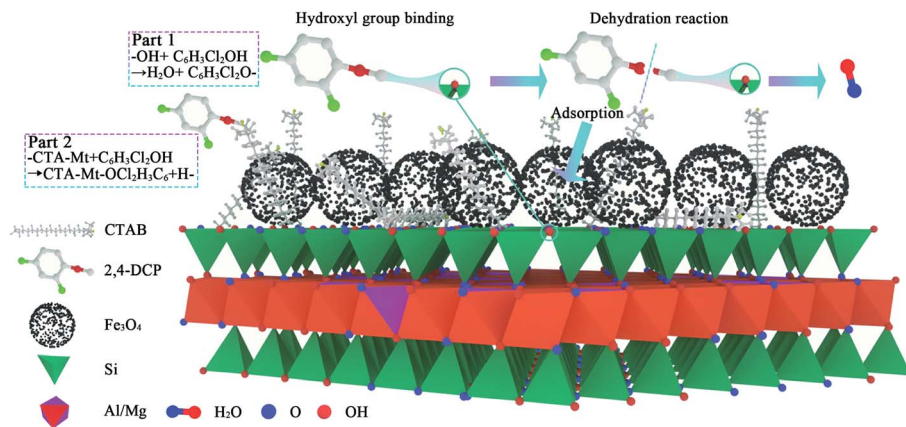 Hydroxyl group binding
Dehydration reaction
Part 1
-OH+ C₆H₃Cl₂OH
→H₂O+ C₆H₃Cl₂O-
Adsorption
Part 2
-CTA-Mt+C₆H₃Cl₂OH
→CTA-Mt-OCl₂H₃C₆+H-
CTAB
2,4-DCP
Fe₃O₄
Si
Al/Mg
H₂O
O
OH